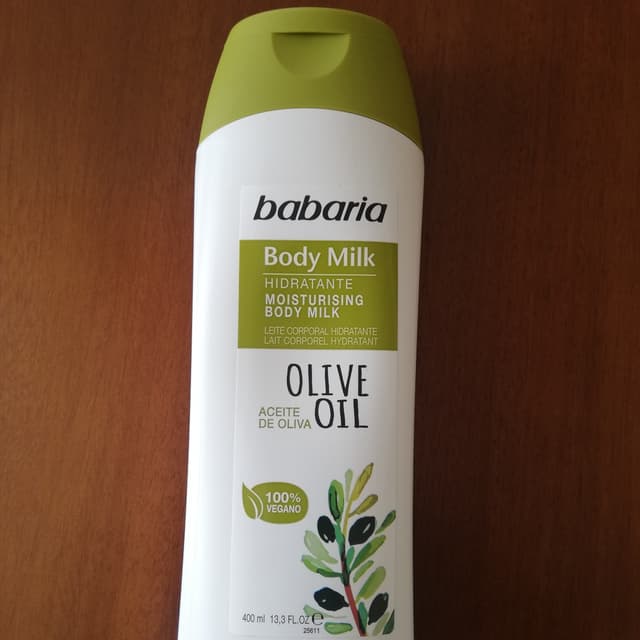 babaria
Body Milk
HIDRATANTE
MOISTURISING
BODY MILK
LEITE CORPORAL HIDRATANTE
LAIT CORPOREL HYDRATANT
OLIVE
OIL
ACEITE
DE OLIVA
100%
VEGANO
400 ml 13,3 FL.OZ ℮
25611